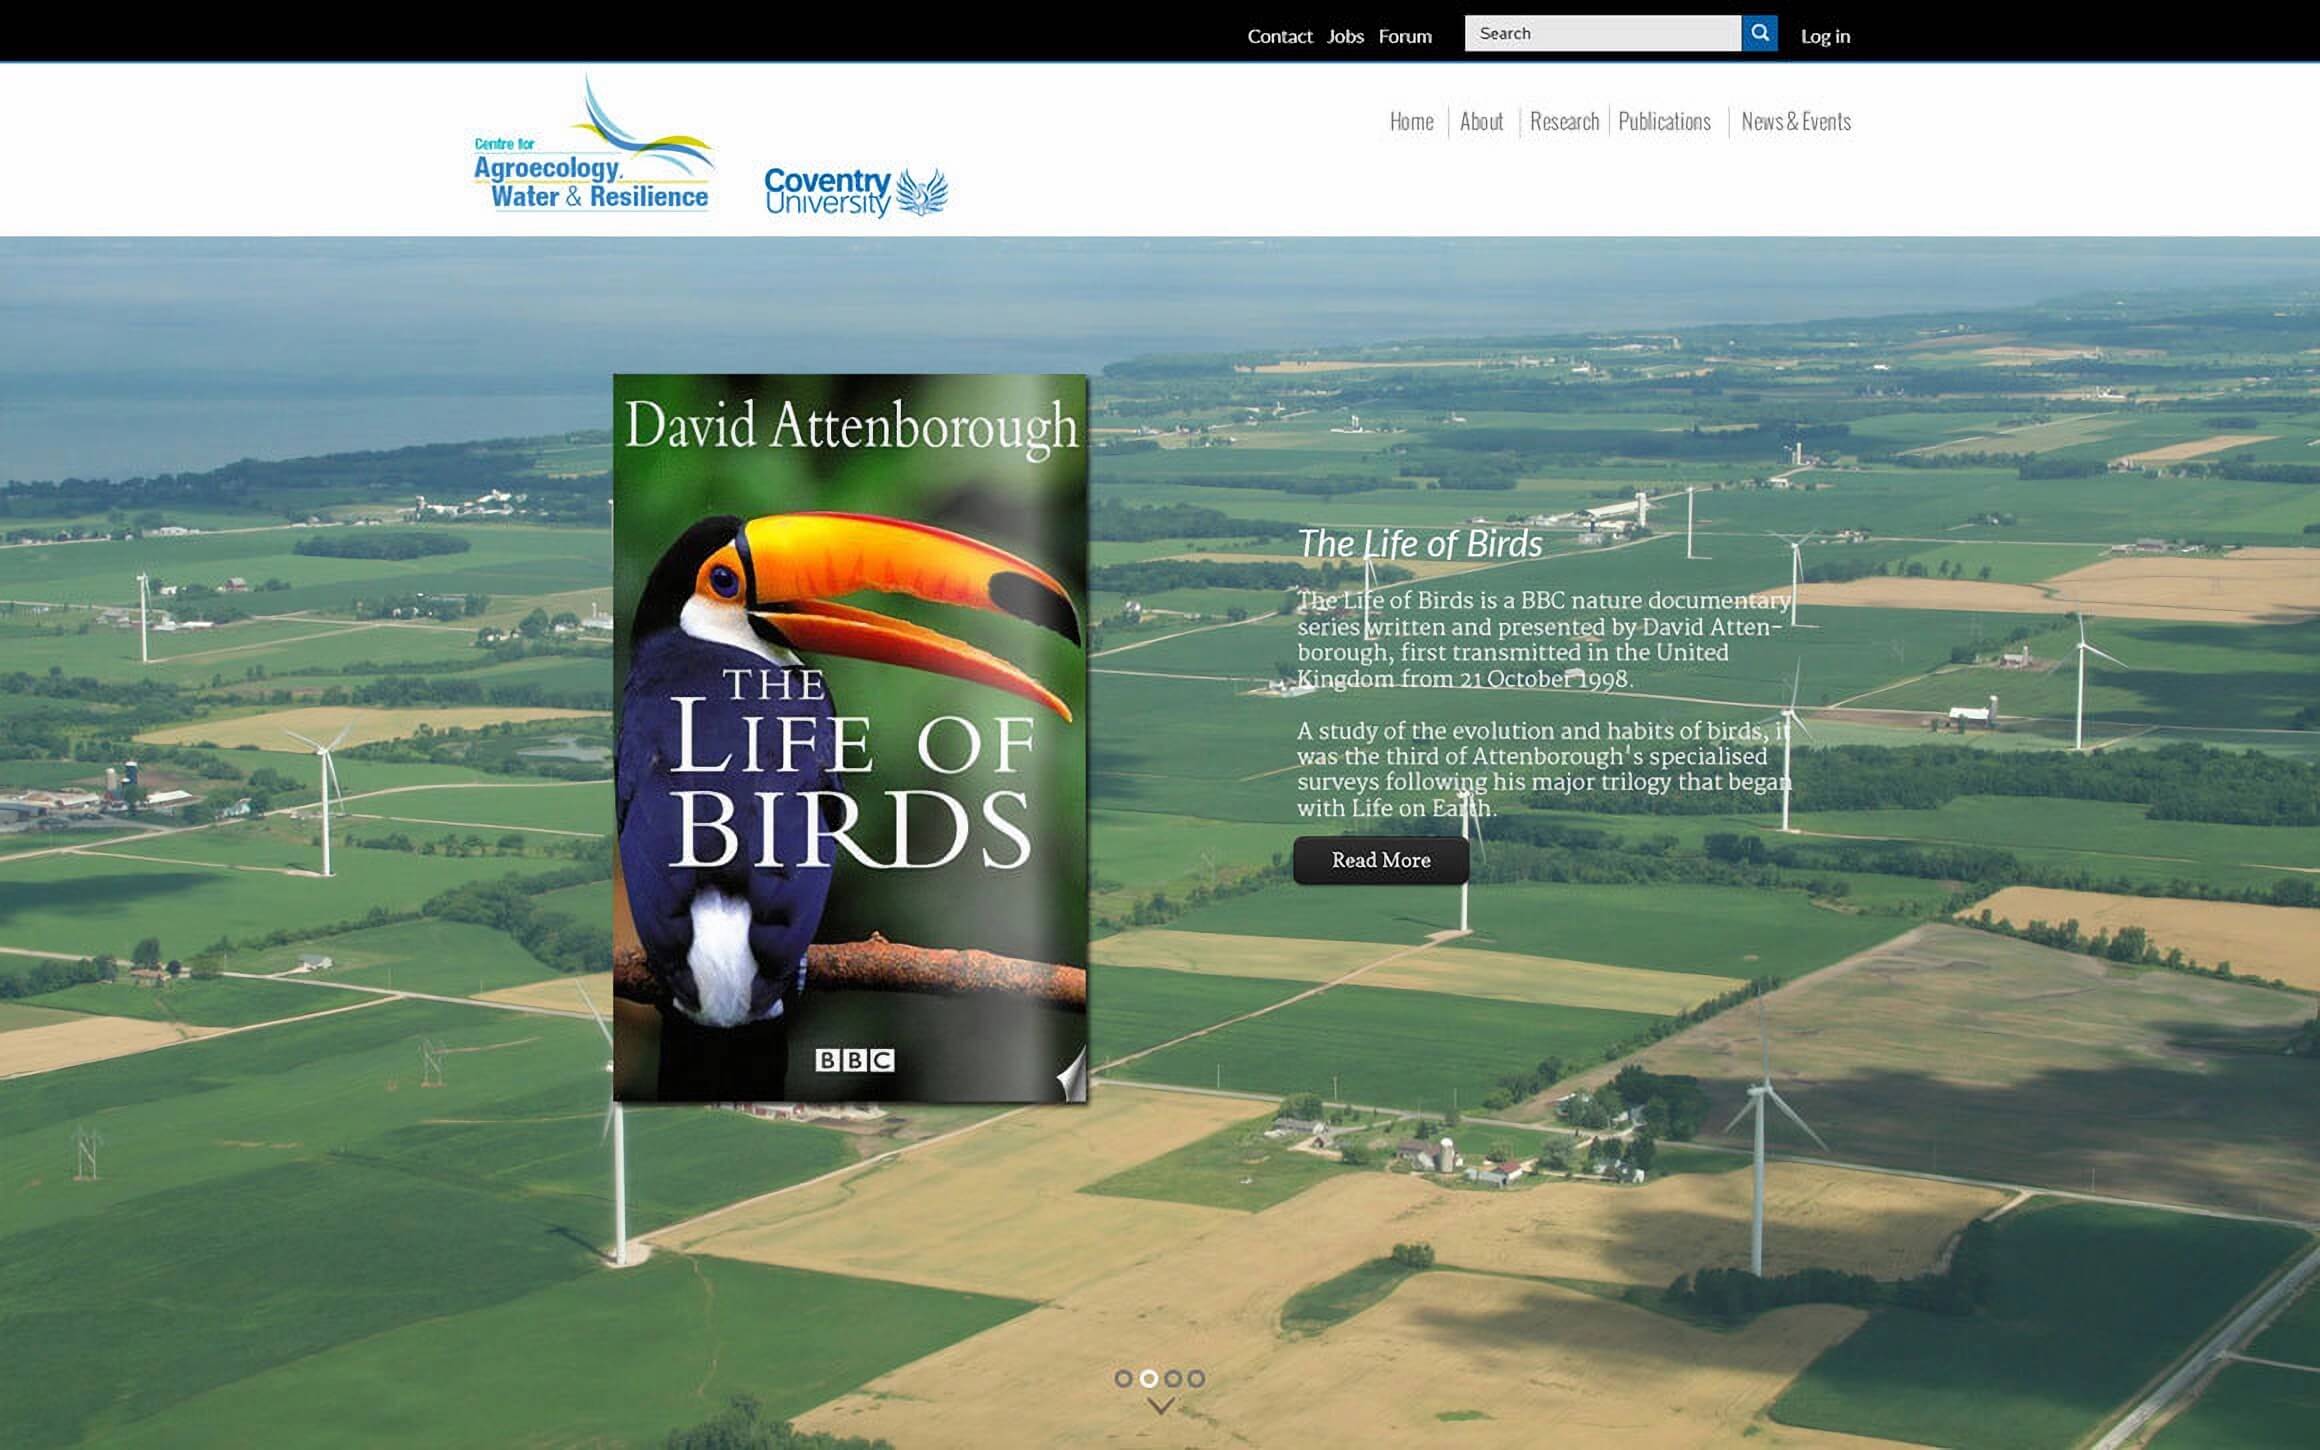 Contact Jobs Forum Search Log in
Home About Research Publications News & Events
Centre for
Agroecology,
Water & Resilience
Coventry
University
David Attenborough
THE
LIFE OF
BIRDS
BBC
The Life of Birds
The Life of Birds is a BBC nature documentary
series written and presented by David Atten-
borough, first transmitted in the United
Kingdom from 21 October 1998.
A study of the evolution and habits of birds, it
was the third of Attenborough's specialised
surveys following his major trilogy that began
with Life on Earth.
Read More